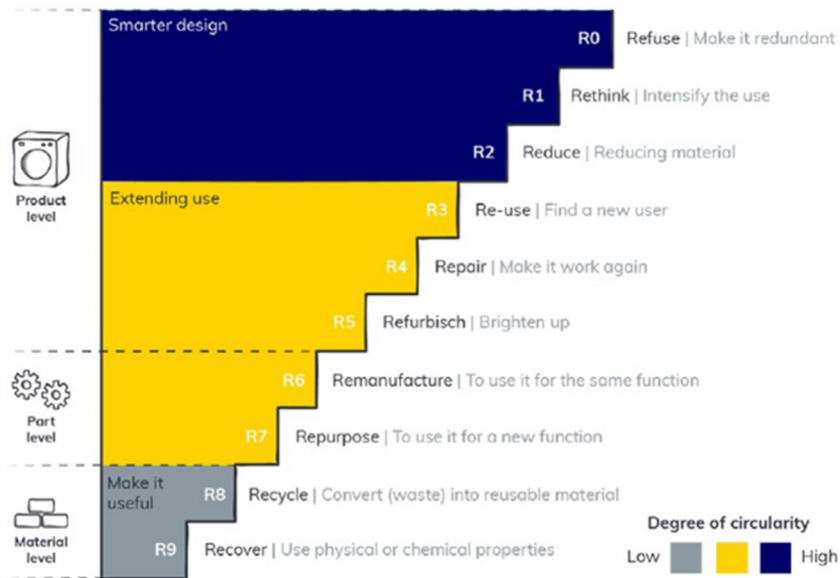 Smarter design
R0 Refuse | Make it redundant
R1 Rethink | Intensify the use
R2 Reduce | Reducing material
Product
level
Extending use
R3 Re-use | Find a new user
R4 Repair | Make it work again
R5 Refurbisch | Brighten up
R6 Remanufacture | To use it for the same function
Part
level
R7 Repurpose | To use it for a new function
Make it
useful
R8 Recycle | Convert (waste) into reusable material
Material
level
R9 Recover | Use physical or chemical properties
Degree of circularity
Low High